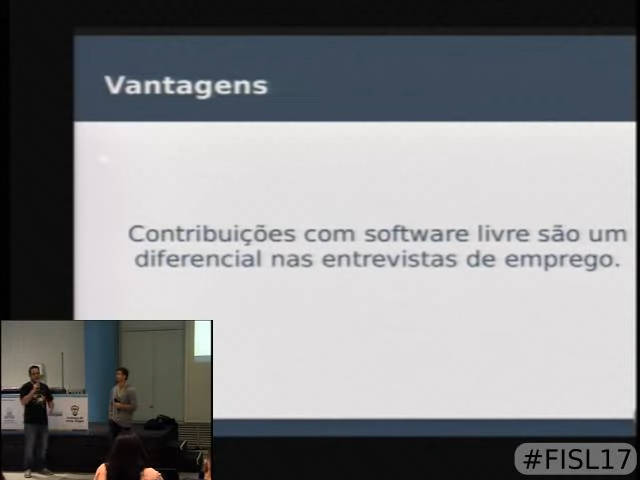 Vantagens
Contribuições com software livre são um
diferencial nas entrevistas de emprego.
#FISL17